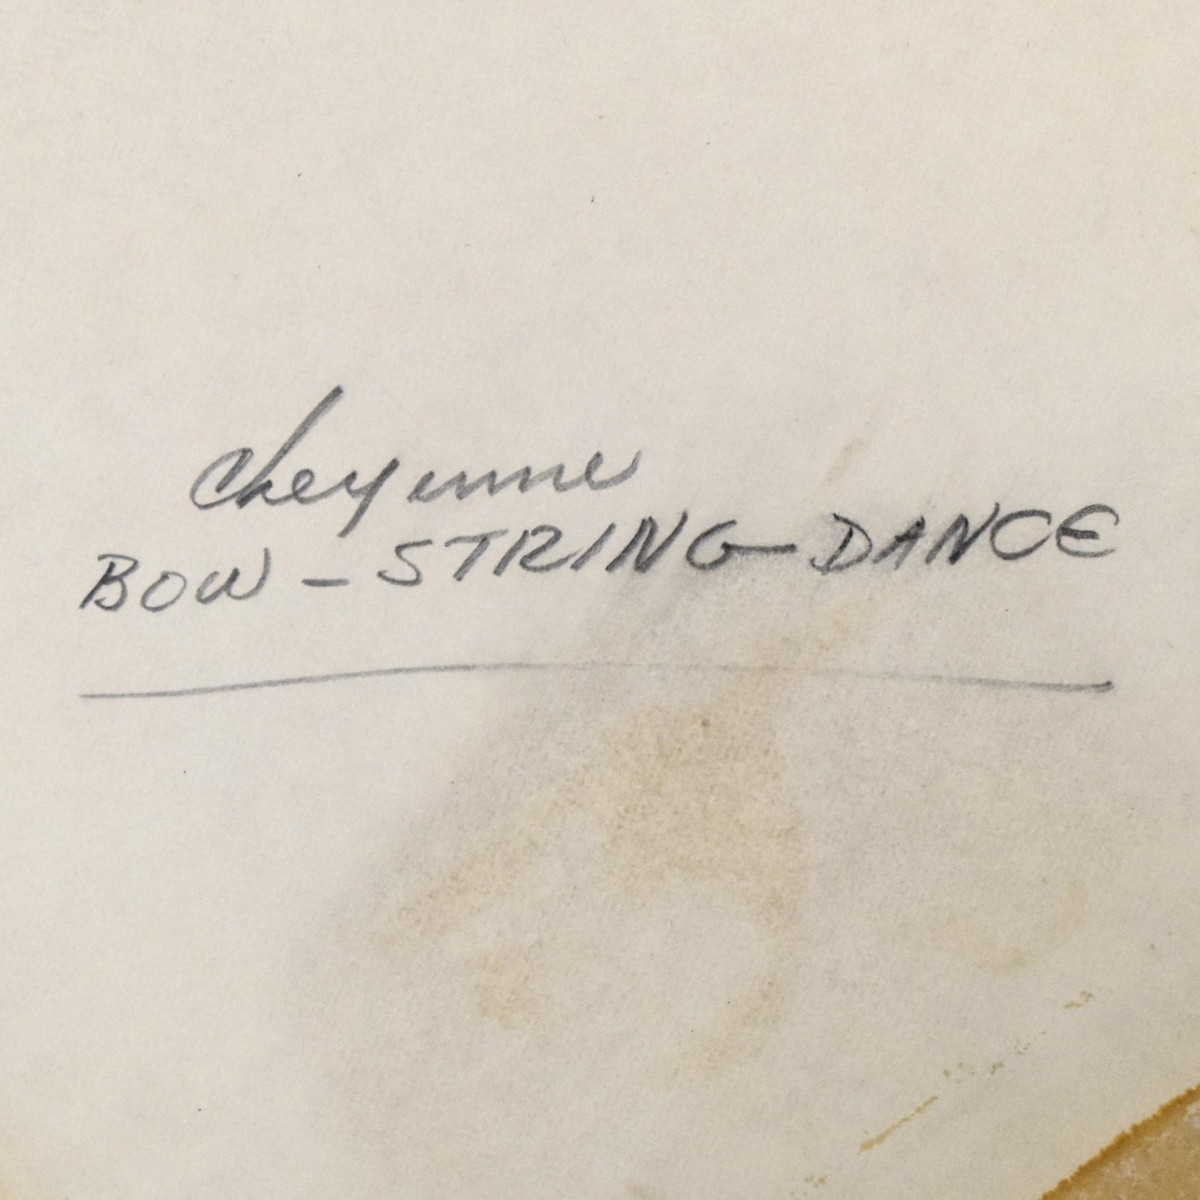 Cheyenne
BOW - STRING - DANCE